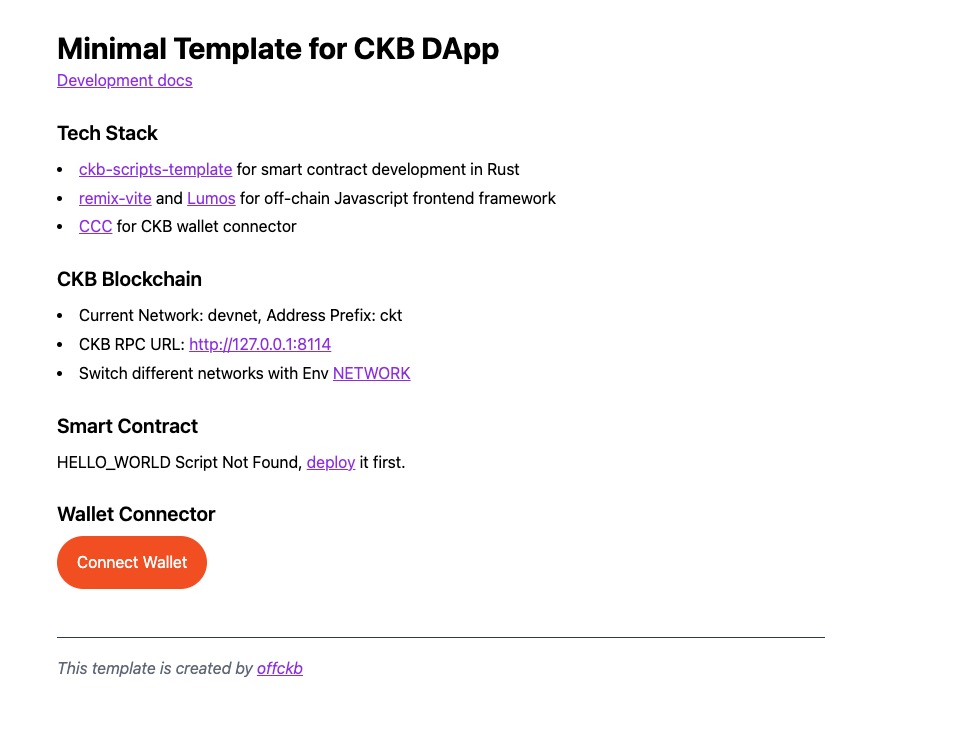 Minimal Template for CKB DApp
Development docs
Tech Stack
• ckb-scripts-template for smart contract development in Rust
• remix-vite and Lumos for off-chain Javascript frontend framework
• CCC for CKB wallet connector
CKB Blockchain
• Current Network: devnet, Address Prefix: ckt
• CKB RPC URL: http://127.0.0.1:8114
• Switch different networks with Env NETWORK
Smart Contract
HELLO_WORLD Script Not Found, deploy it first.
Wallet Connector
Connect Wallet
This template is created by offckb